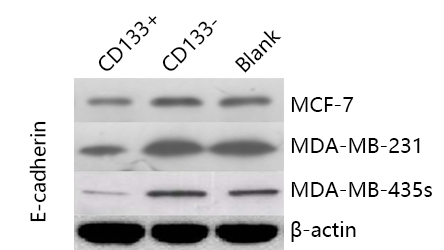 CD133+
CD133-
Blank
E-cadherin
MCF-7
MDA-MB-231
MDA-MB-435s
β-actin